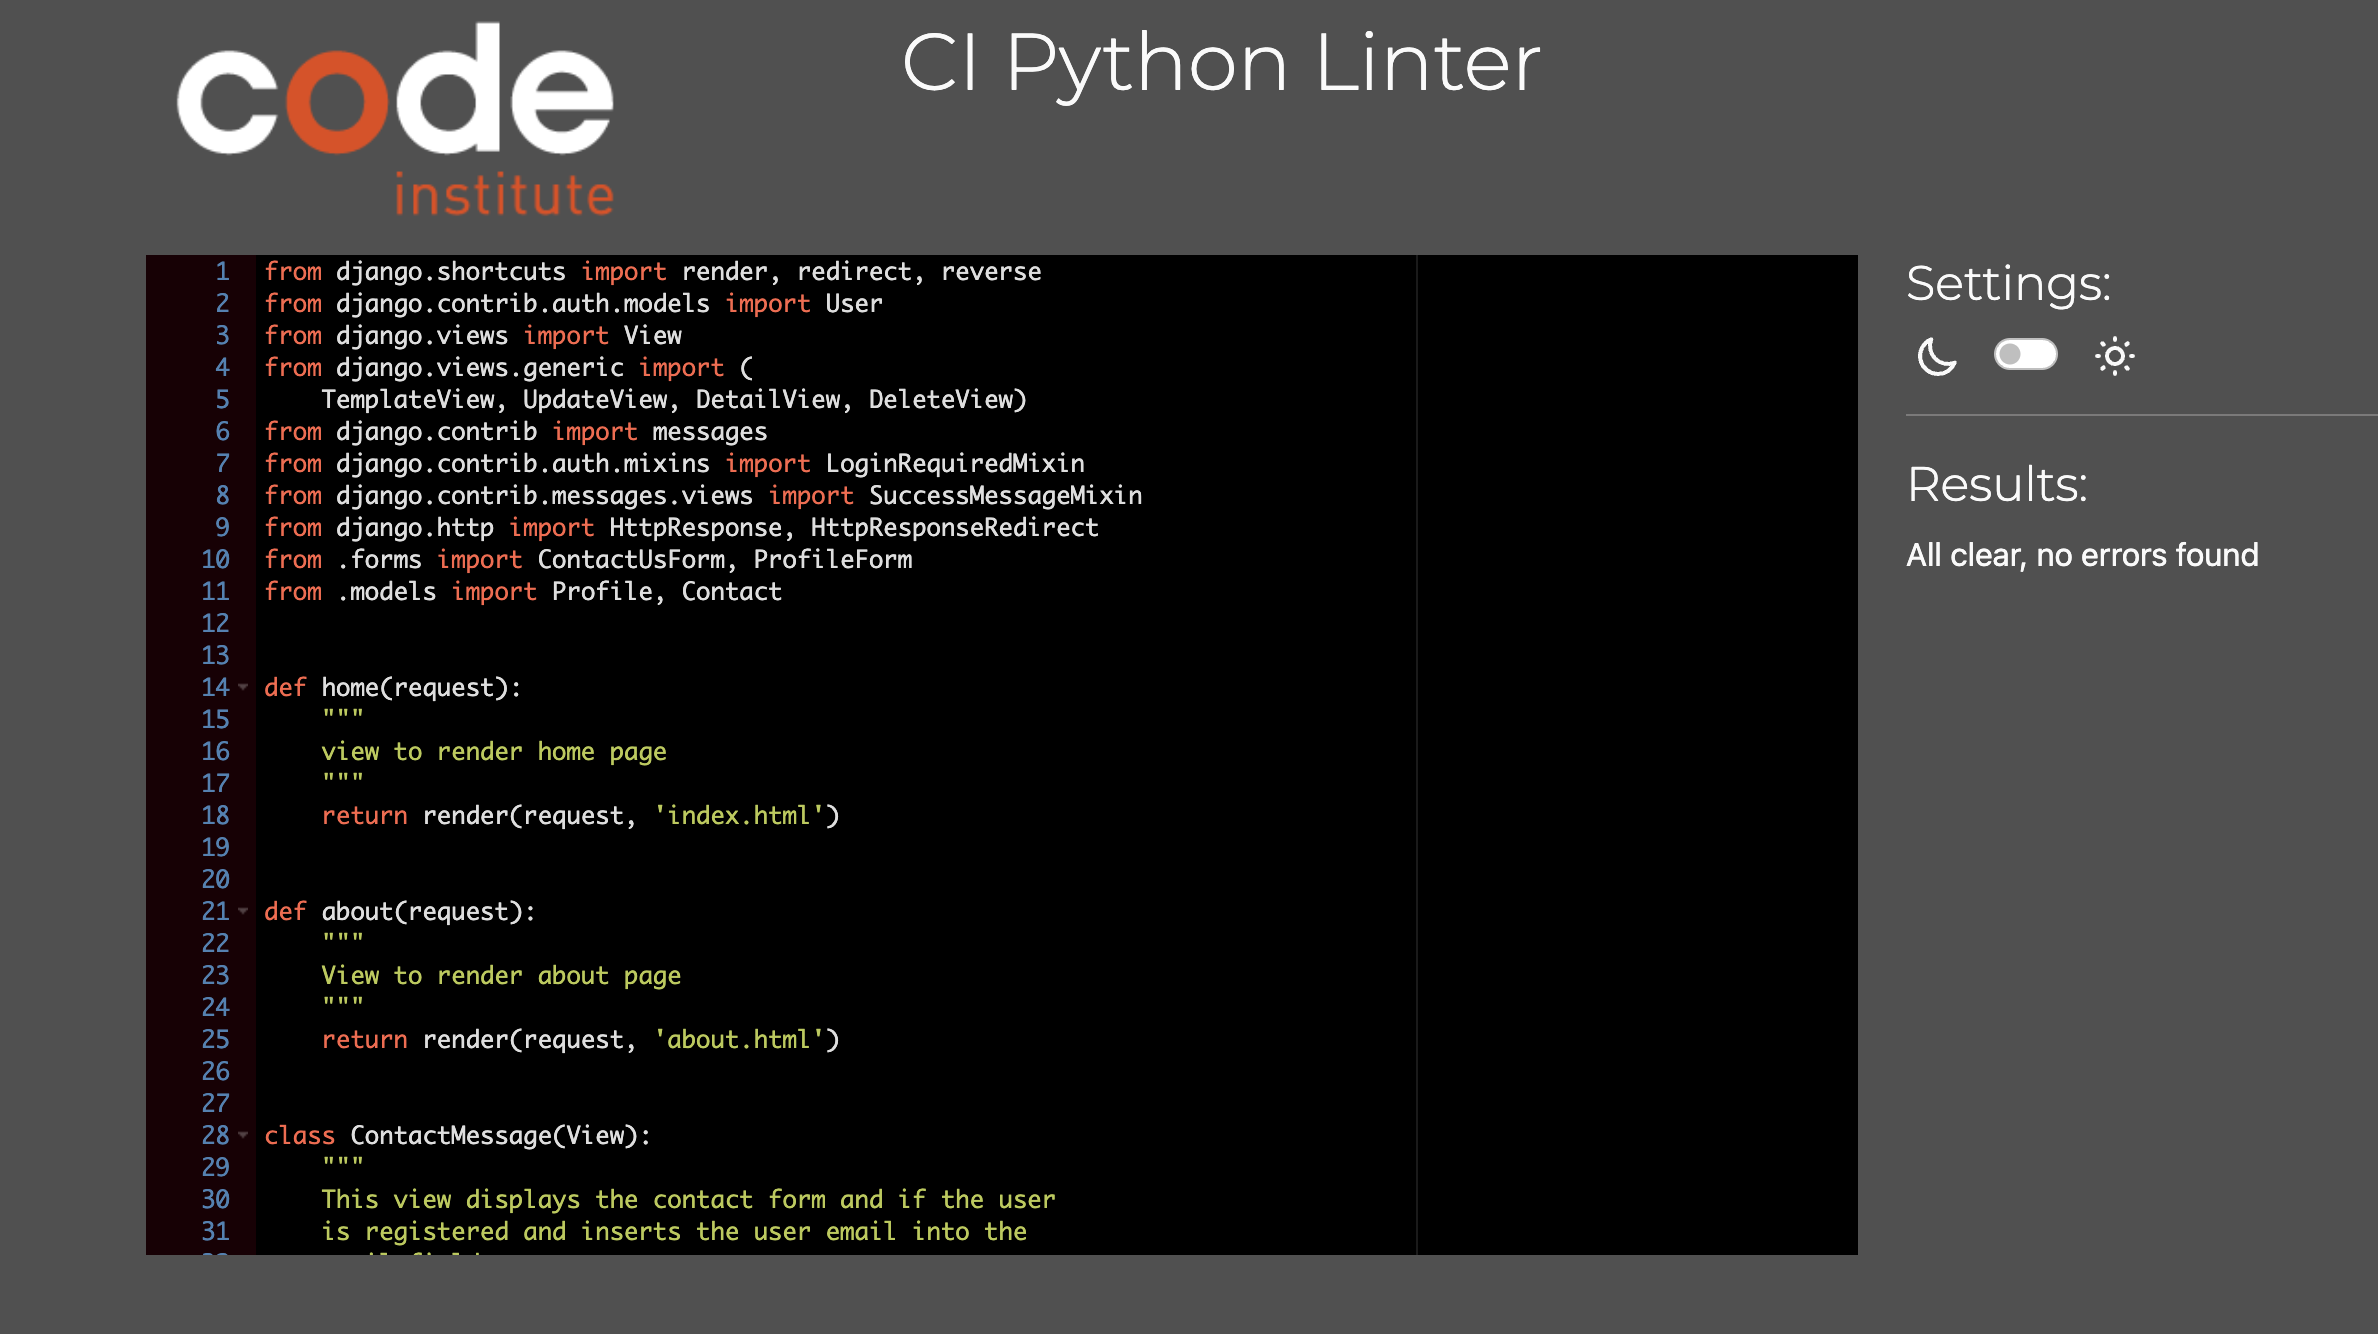 code
institute
CI Python Linter
1 from django.shortcuts import render, redirect, reverse
2 from django.contrib.auth.models import User
3 from django.views import View
4 from django.views.generic import (
5     TemplateView, UpdateView, DetailView, DeleteView)
6 from django.contrib import messages
7 from django.contrib.auth.mixins import LoginRequiredMixin
8 from django.contrib.messages.views import SuccessMessageMixin
9 from django.http import HttpResponse, HttpResponseRedirect
10 from .forms import ContactUsForm, ProfileForm
11 from .models import Profile, Contact
12
13
14 def home(request):
15     """
16     view to render home page
17     """
18     return render(request, 'index.html')
19
20
21 def about(request):
22     """
23     View to render about page
24     """
25     return render(request, 'about.html')
26
27
28 class ContactMessage(View):
29     """
30     This view displays the contact form and if the user
31     is registered and inserts the user email into the
Settings:
Results:
All clear, no errors found